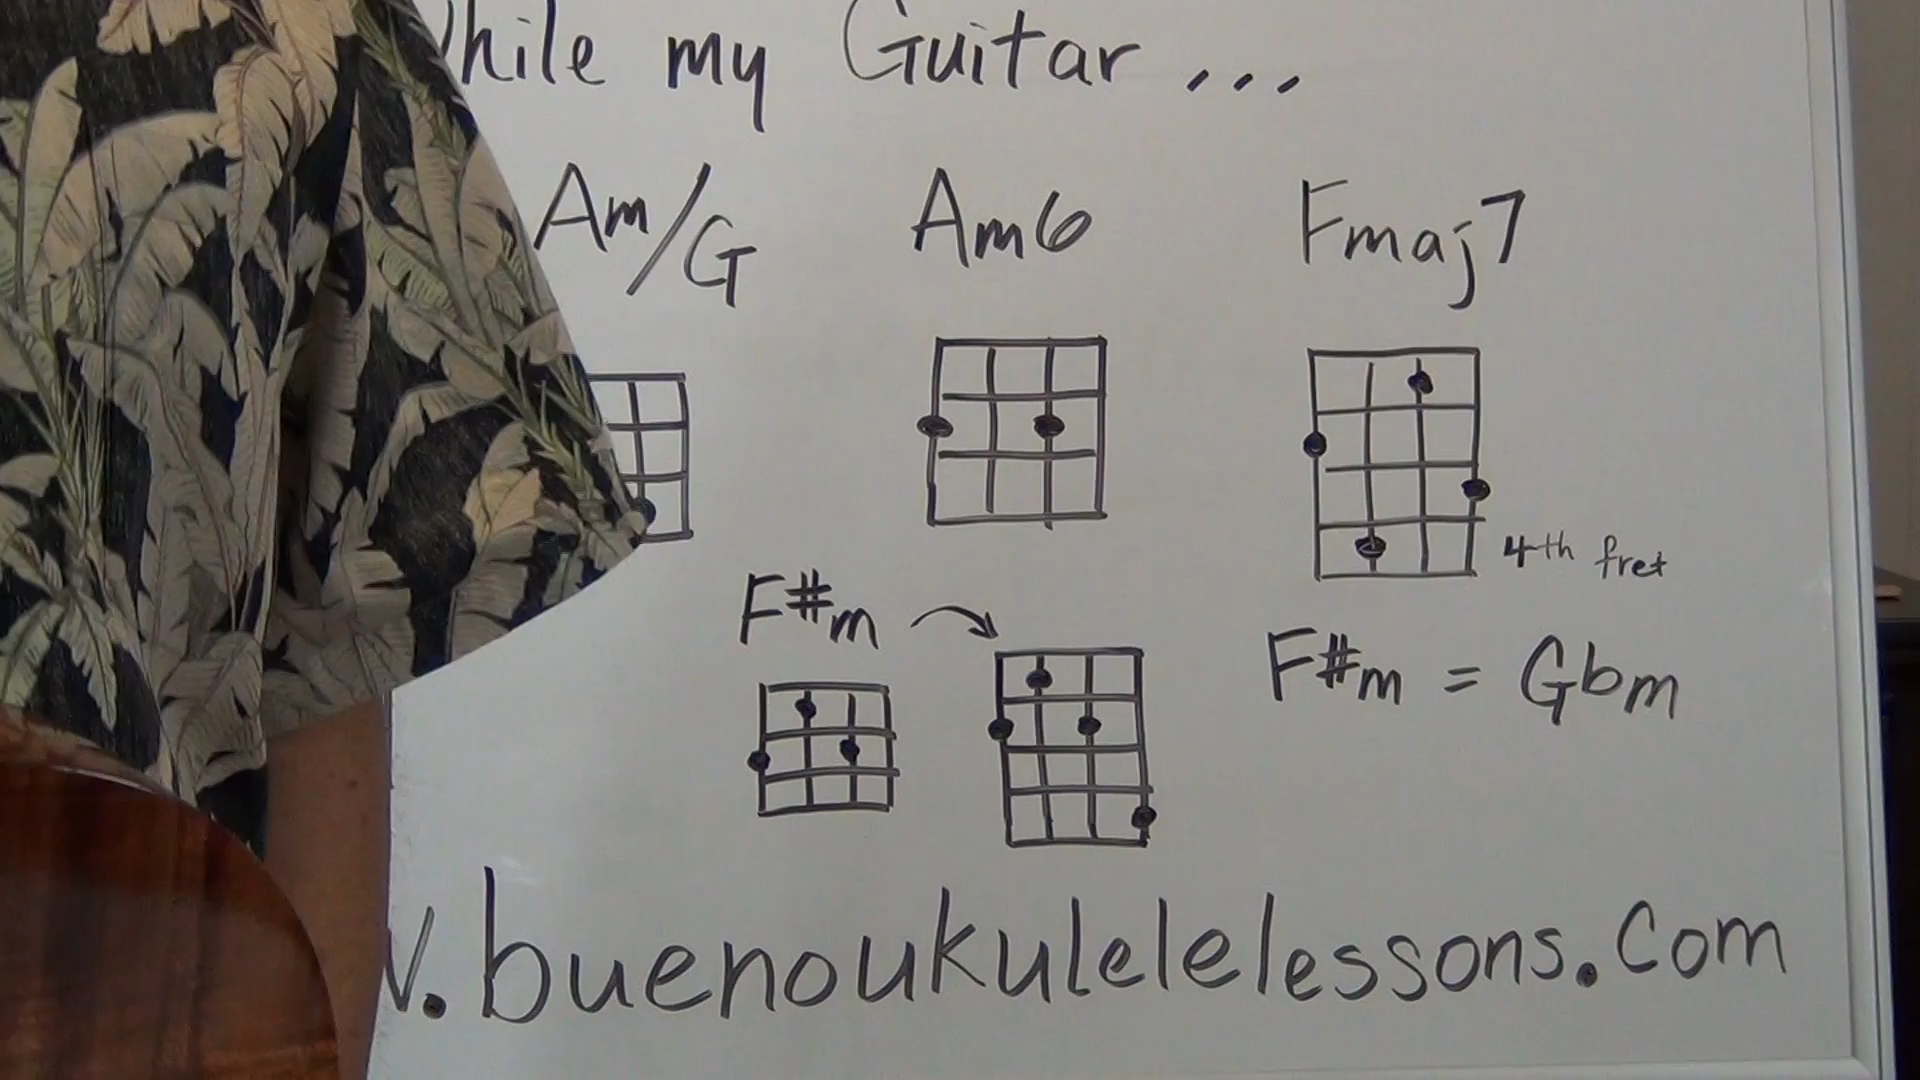 hile my Guitar ...
Am/G Am6 Fmaj7
4th fret
F#m
F#m = Gbm
.buenoukulelelessons.com